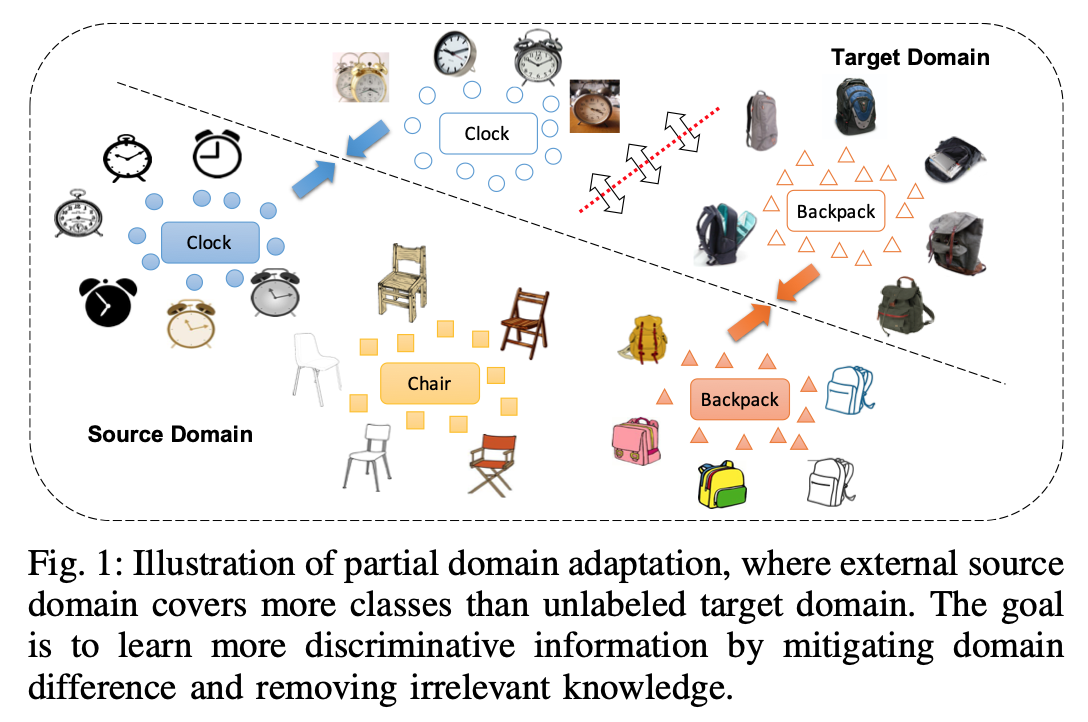 Target Domain
Clock
Backpack
Clock
Chair
Backpack
Source Domain
Fig. 1: Illustration of partial domain adaptation, where external source
domain covers more classes than unlabeled target domain. The goal
is to learn more discriminative information by mitigating domain
difference and removing irrelevant knowledge.